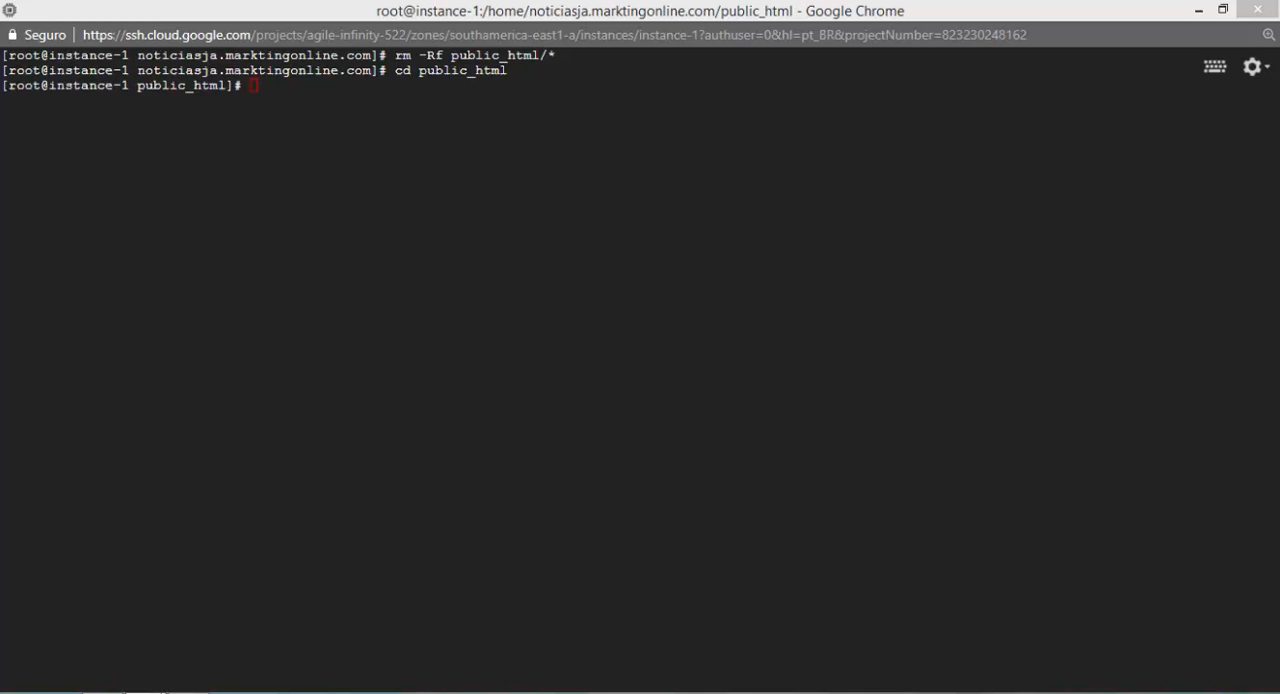 root@instance-1:/home/noticiasja.marktingonline.com/public_html - Google Chrome
Seguro | https://ssh.cloud.google.com/projects/agile-infinity-522/zones/southamerica-east1-a/instances/instance-1?authuser=0&hl=pt_BR&projectNumber=823230248162
[root@instance-1 noticiasja.marktingonline.com]# rm -Rf public_html/*
[root@instance-1 noticiasja.marktingonline.com]# cd public_html
[root@instance-1 public_html]#